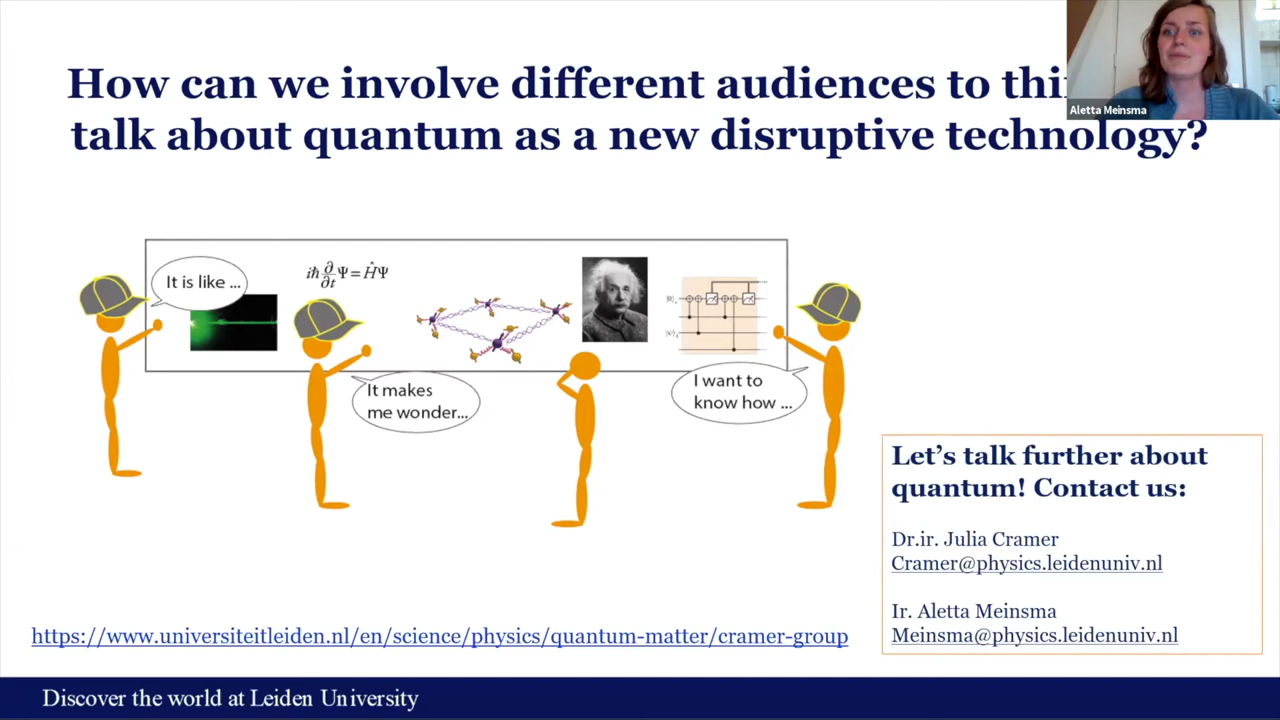 How can we involve different audiences to thi
talk about quantum as a new disruptive technology?
Aletta Meinsma
It is like ...
iħ ∂/∂t Ψ = ĤΨ
It makes
me wonder...
I want to
know how ...
Let’s talk further about
quantum! Contact us:
Dr.ir. Julia Cramer
Cramer@physics.leidenuniv.nl
Ir. Aletta Meinsma
Meinsma@physics.leidenuniv.nl
https://www.universiteitleiden.nl/en/science/physics/quantum-matter/cramer-group
Discover the world at Leiden University